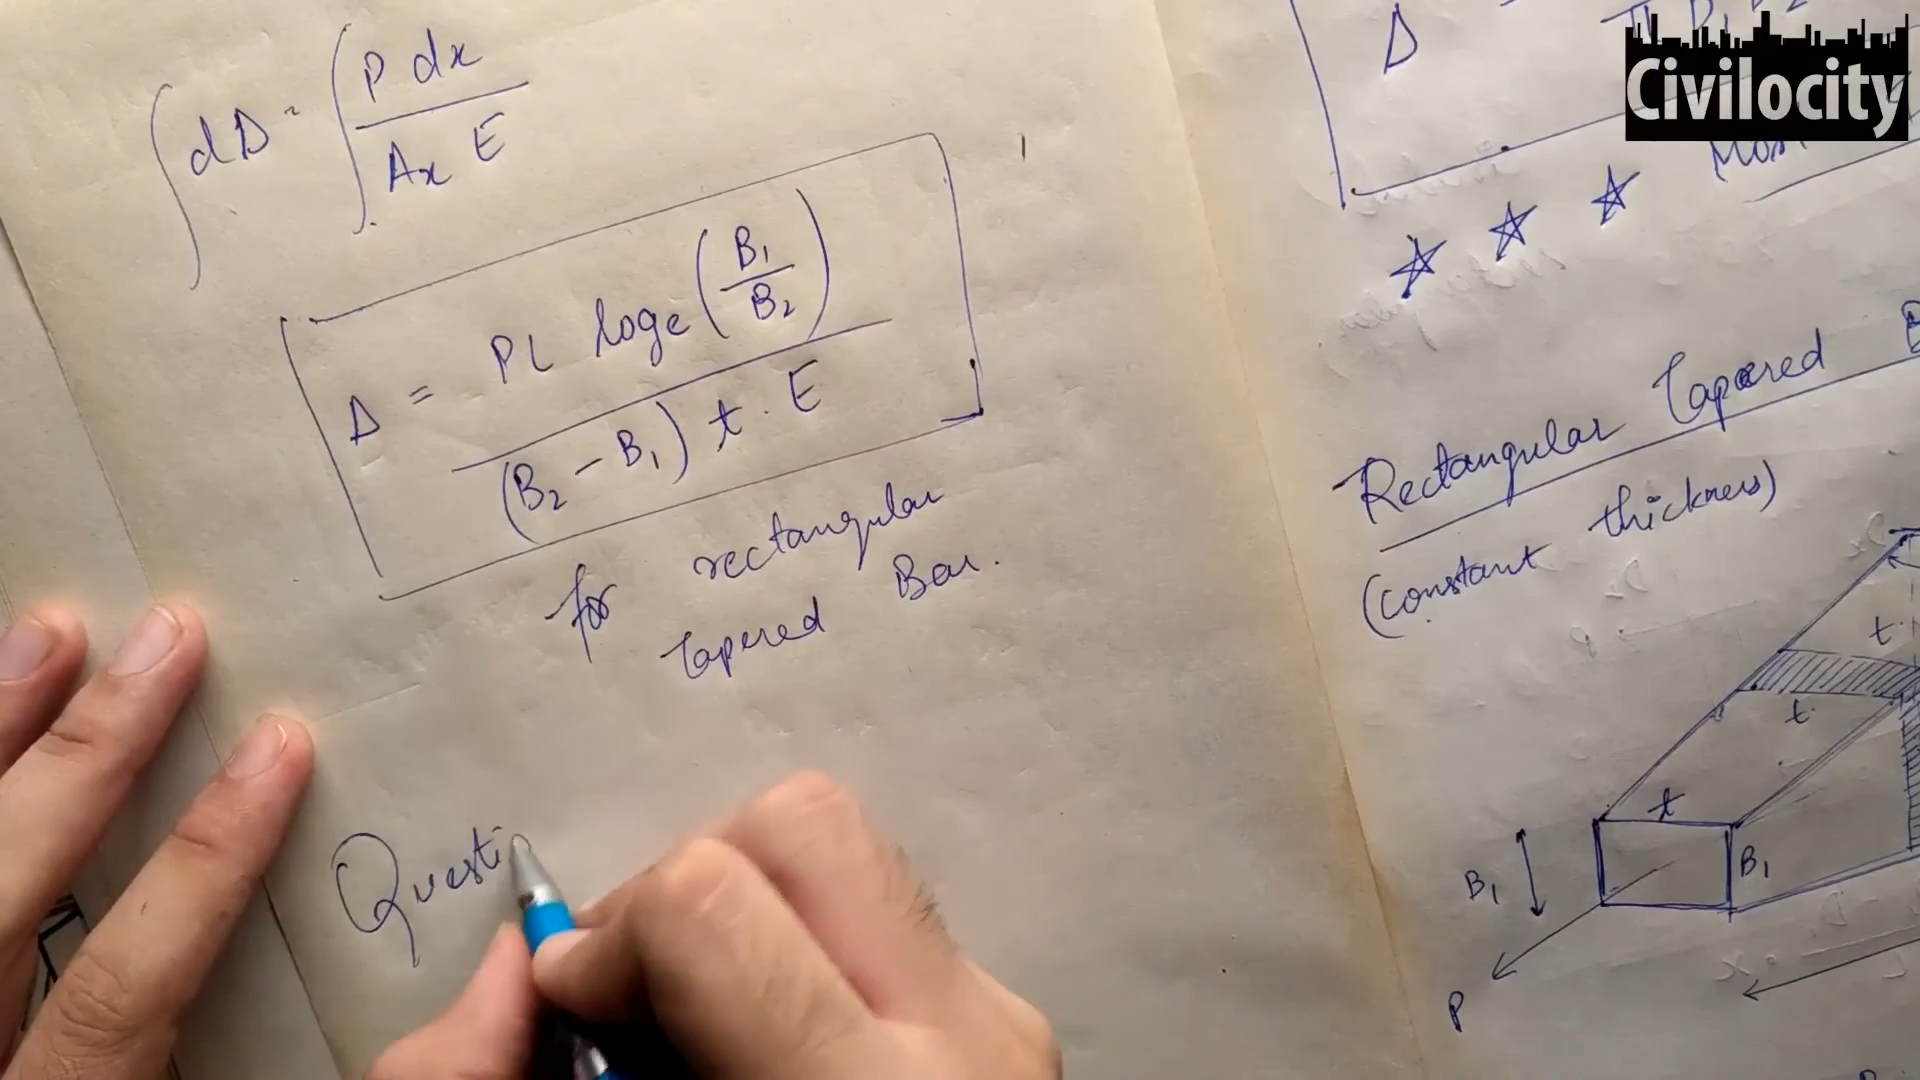 ∫dΔ = ∫ P dx / Ax E
Δ = PL loge (B1/B2) / (B2 - B1) t · E
for rectangular
tapered Bar.
Questi
Δ
Civilocity
Rectangular Tapered
(constant thickness)
t
t
t
B1
B1
P